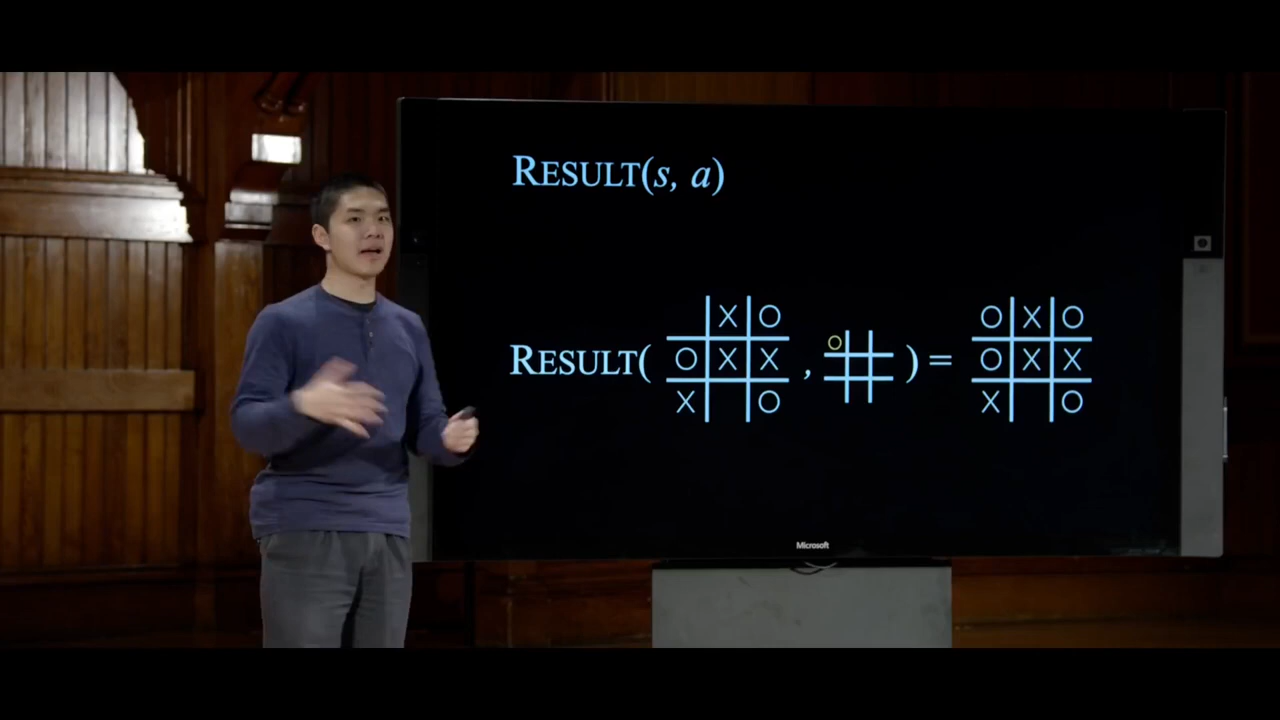 RESULT(s, a)
X O
RESULT( O X X , O ) =
X O
O X O
O X X
X O
Microsoft